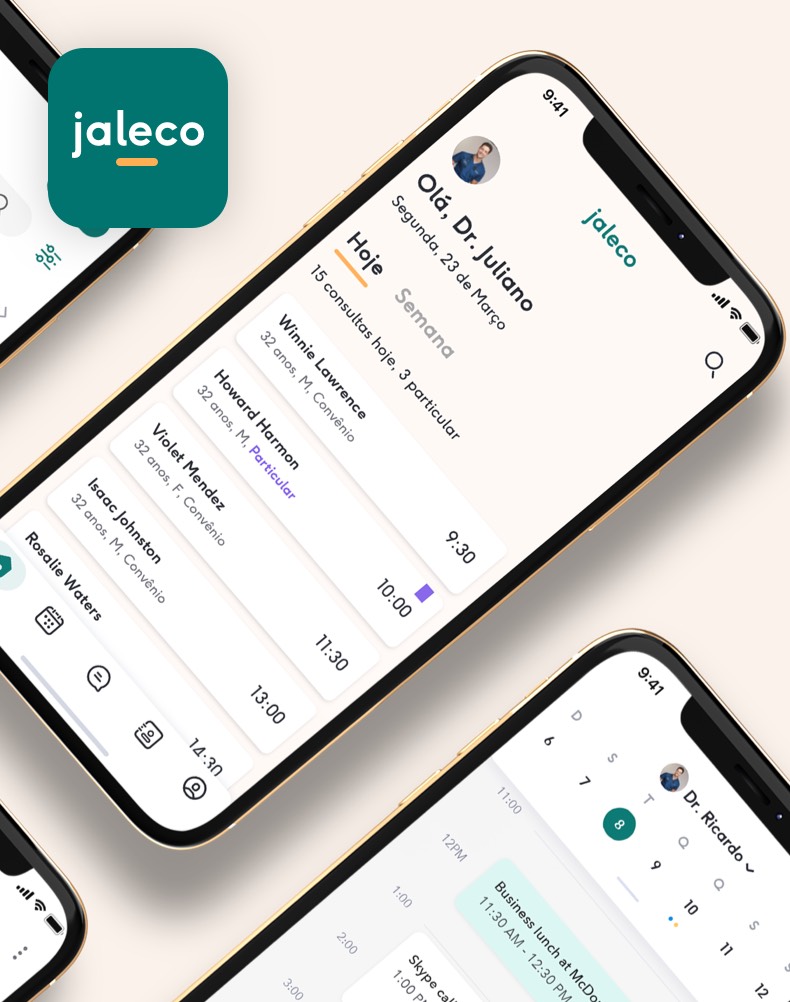 jaleco
9:41
jaleco
Olá, Dr. Juliano
Segunda, 23 de Março
Hoje
Semana
15 consultas hoje, 3 particular
Winnie Lawrence
32 anos, M, Convênio
9:30
Howard Harmon
32 anos, M, Particular
10:00
Violet Mendez
32 anos, F, Convênio
11:30
Isaac Johnston
32 anos, M, Convênio
13:00
Rosalie Waters
14:30
9:41
Dr. Ricardo
D S T Q Q S
6 7 8 9 10 11 12
11:00
12PM
1:00
2:00
3:00
Business lunch at
11:30 AM - 12:30 PM
Skype
1:00